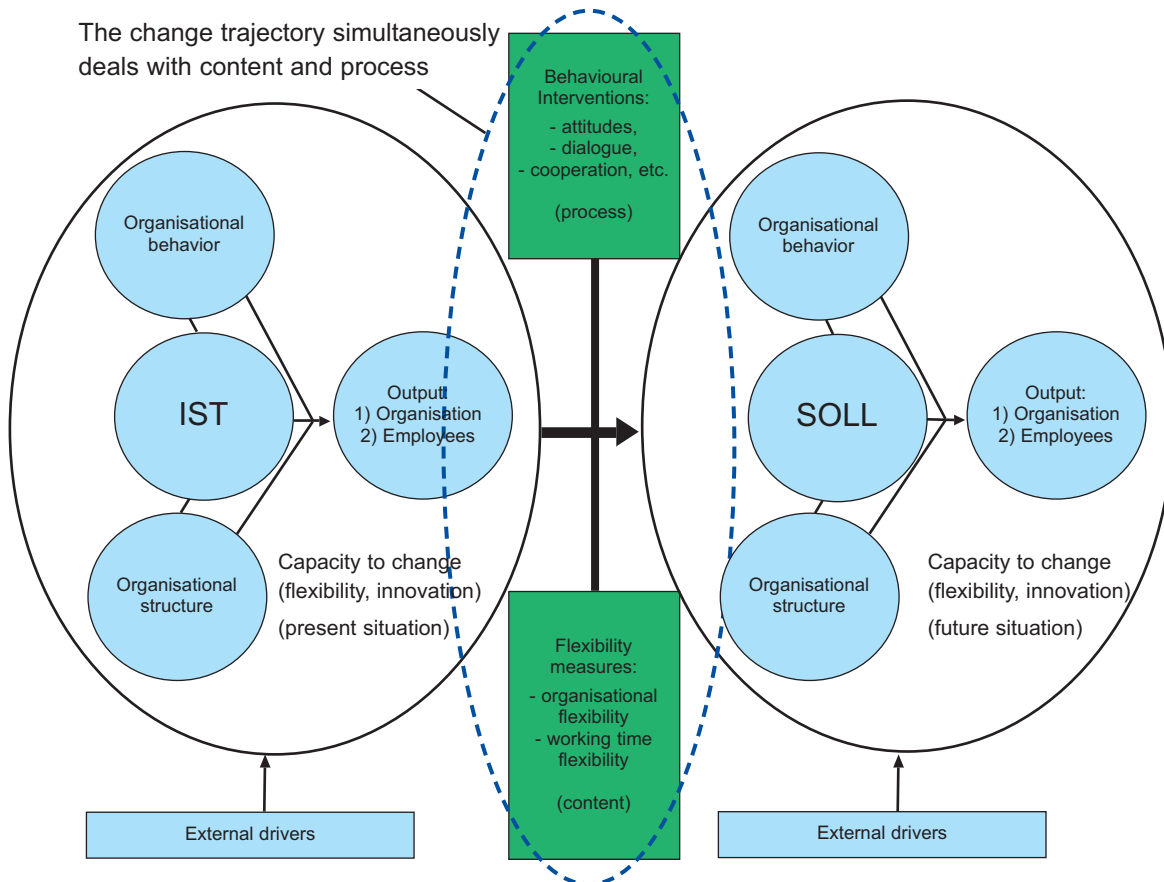 The change trajectory simultaneously
deals with content and process
Organisational
behavior
IST
Output:
1) Organisation
2) Employees
Organisational
structure
Capacity to change
(flexibility, innovation)
(present situation)
External drivers
Behavioural
Interventions:
- attitudes,
- dialogue,
- cooperation, etc.
(process)
Flexibility
measures:
- organisational
flexibility
- working time
flexibility
(content)
Organisational
behavior
SOLL
Output:
1) Organisation
2) Employees
Organisational
structure
Capacity to change
(flexibility, innovation)
(future situation)
External drivers